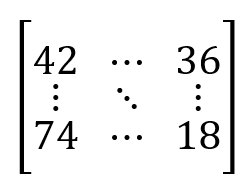 42 ⋯ 36
⋮ ⋱ ⋮
74 ⋯ 18